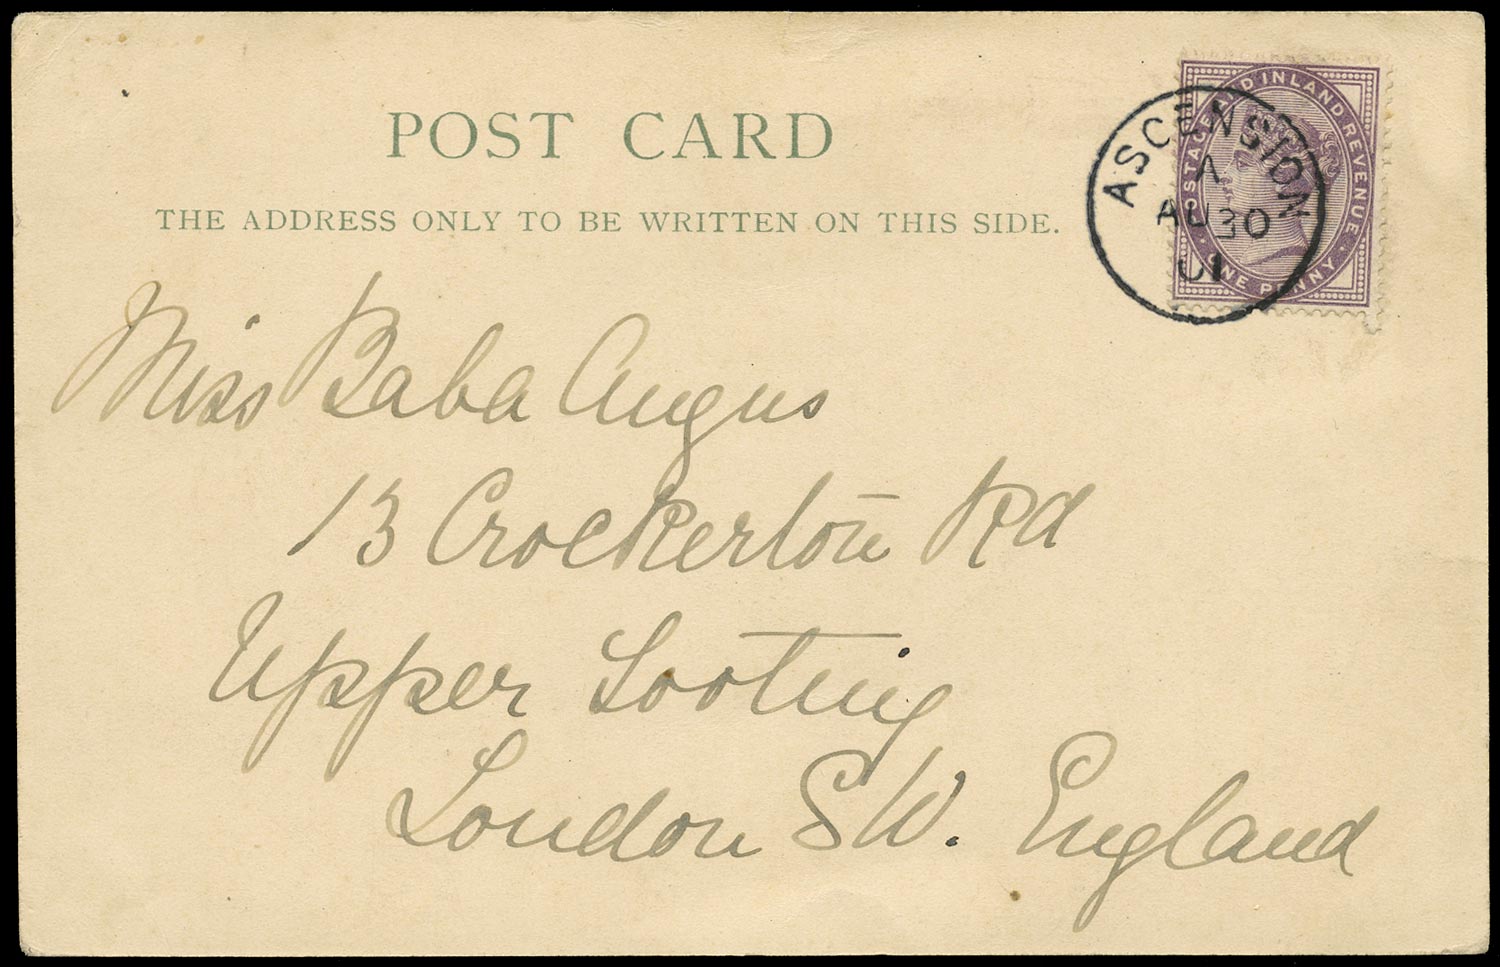 POST CARD
THE ADDRESS ONLY TO BE WRITTEN ON THIS SIDE.
POSTAGE AND INLAND REVENUE
ONE PENNY
ASCENSION
A
AU 30
01
Miss Baba Angus
13 Crockerton Rd
Upper Tooting
London SW. England